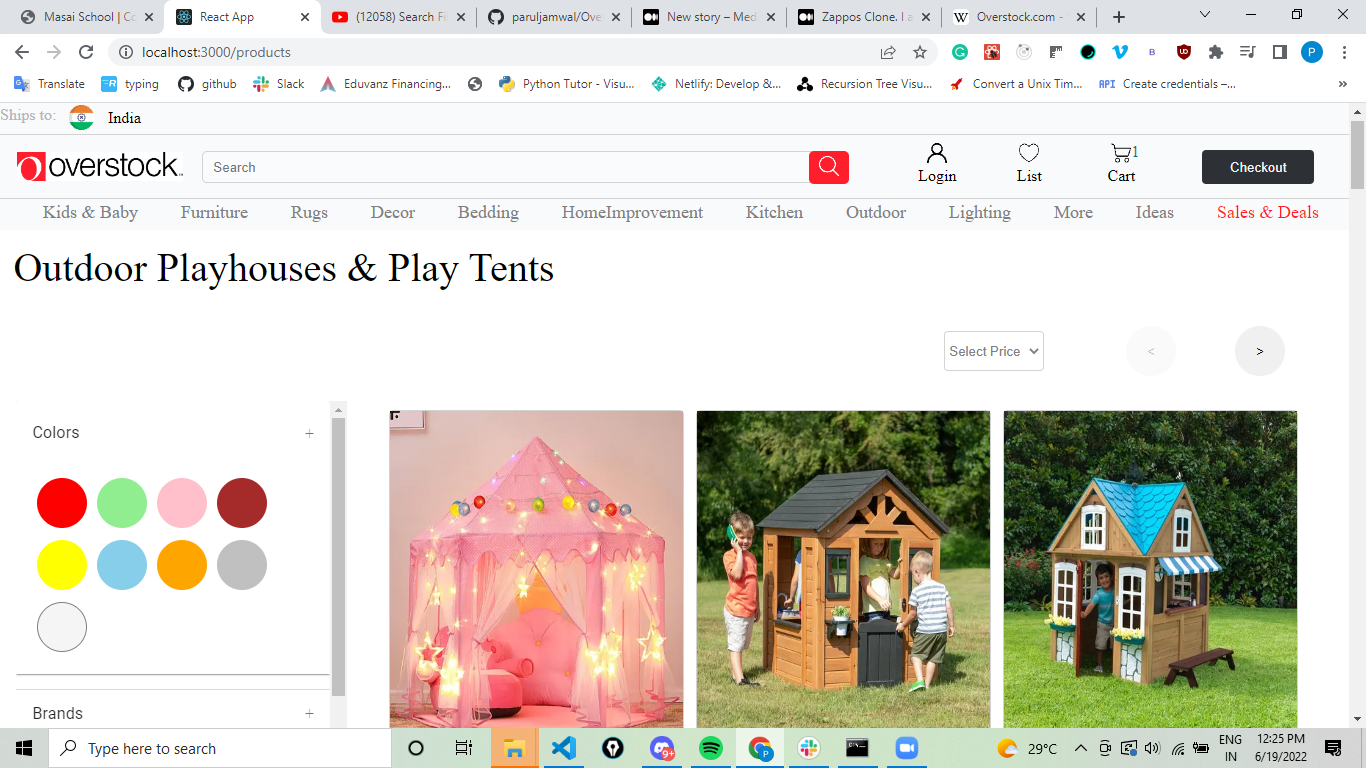 Masai School | Co
React App
(12058) Search Fi
paruljamwal/Ove
New story – Med
Zappos Clone. I a
Overstock.com -
localhost:3000/products
P
Translate
typing
github
Slack
Eduvanz Financing...
Python Tutor - Visu...
Netlify: Develop &...
Recursion Tree Visu...
Convert a Unix Tim...
API Create credentials –...
»
Ships to: India
overstock™
Search
Login
List
1
Cart
Checkout
Kids & Baby
Furniture
Rugs
Decor
Bedding
HomeImprovement
Kitchen
Outdoor
Lighting
More
Ideas
Sales & Deals
Outdoor Playhouses & Play Tents
Select Price
<
>
Colors +
Brands +
Type here to search
9+
P
29°C
ENG
IN
12:25 PM
6/19/2022